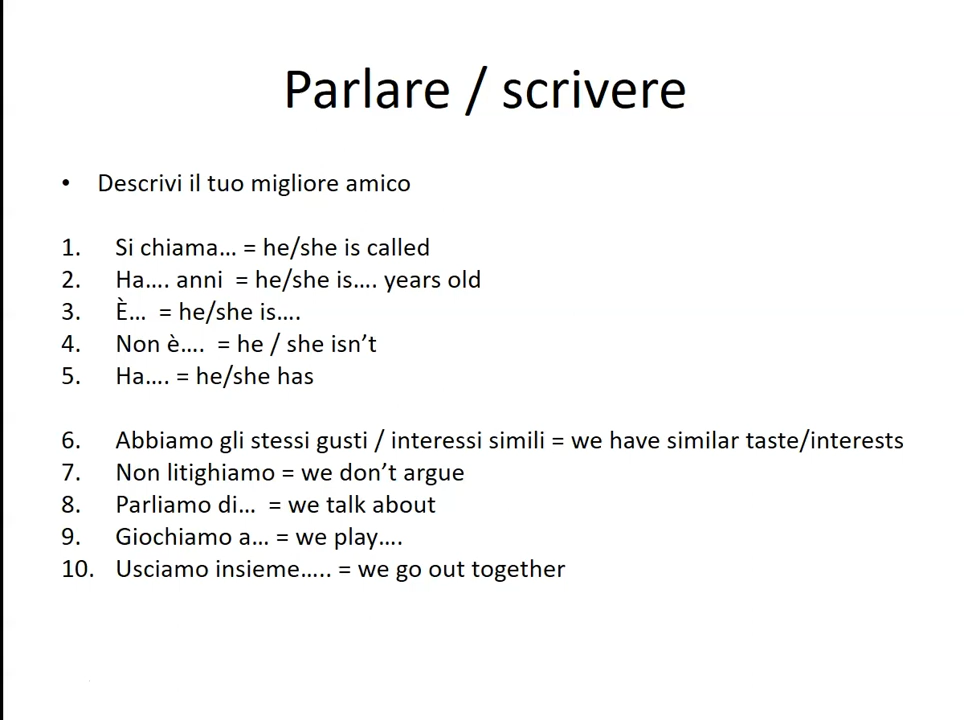 Parlare / scrivere
• Descrivi il tuo migliore amico
1. Si chiama… = he/she is called
2. Ha…. anni = he/she is…. years old
3. È… = he/she is….
4. Non è…. = he / she isn’t
5. Ha…. = he/she has
6. Abbiamo gli stessi gusti / interessi simili = we have similar taste/interests
7. Non litighiamo = we don’t argue
8. Parliamo di… = we talk about
9. Giochiamo a… = we play….
10. Usciamo insieme….. = we go out together